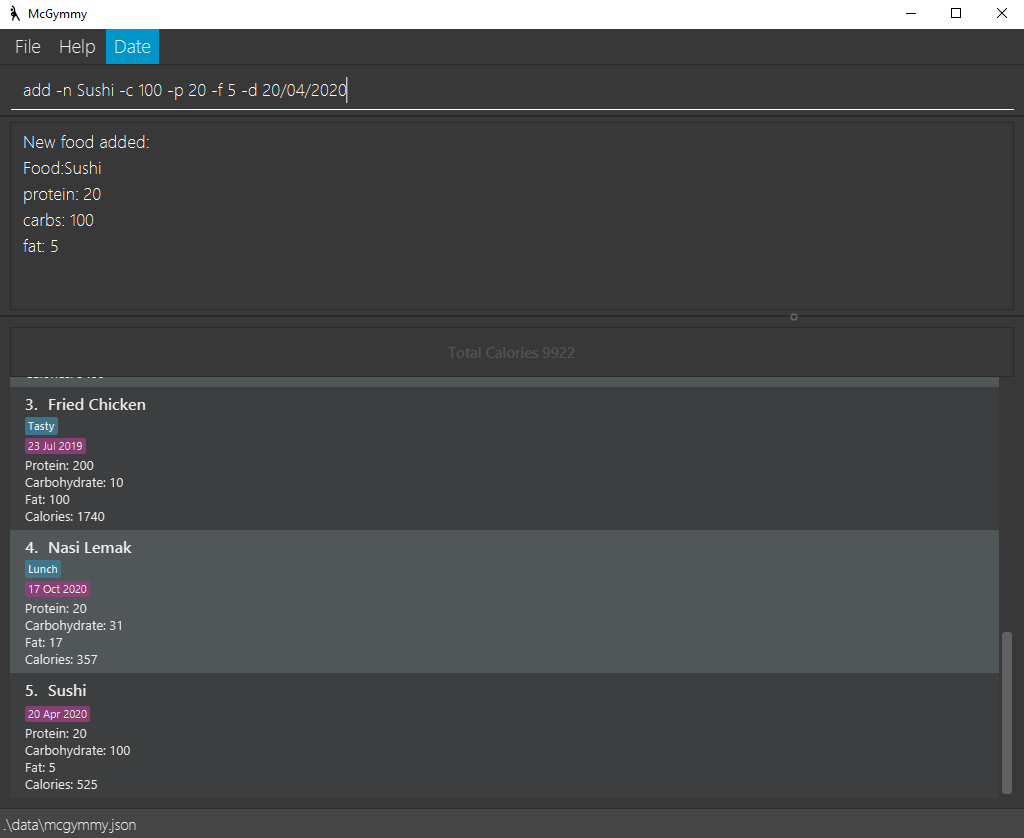 McGymmy
File Help Date
add -n Sushi -c 100 -p 20 -f 5 -d 20/04/2020
New food added:
Food:Sushi
protein: 20
carbs: 100
fat: 5
Total Calories 9922
3. Fried Chicken
Tasty
23 Jul 2019
Protein: 200
Carbohydrate: 10
Fat: 100
Calories: 1740
4. Nasi Lemak
Lunch
17 Oct 2020
Protein: 20
Carbohydrate: 31
Fat: 17
Calories: 357
5. Sushi
20 Apr 2020
Protein: 20
Carbohydrate: 100
Fat: 5
Calories: 525
.\data\mcgymmy.json